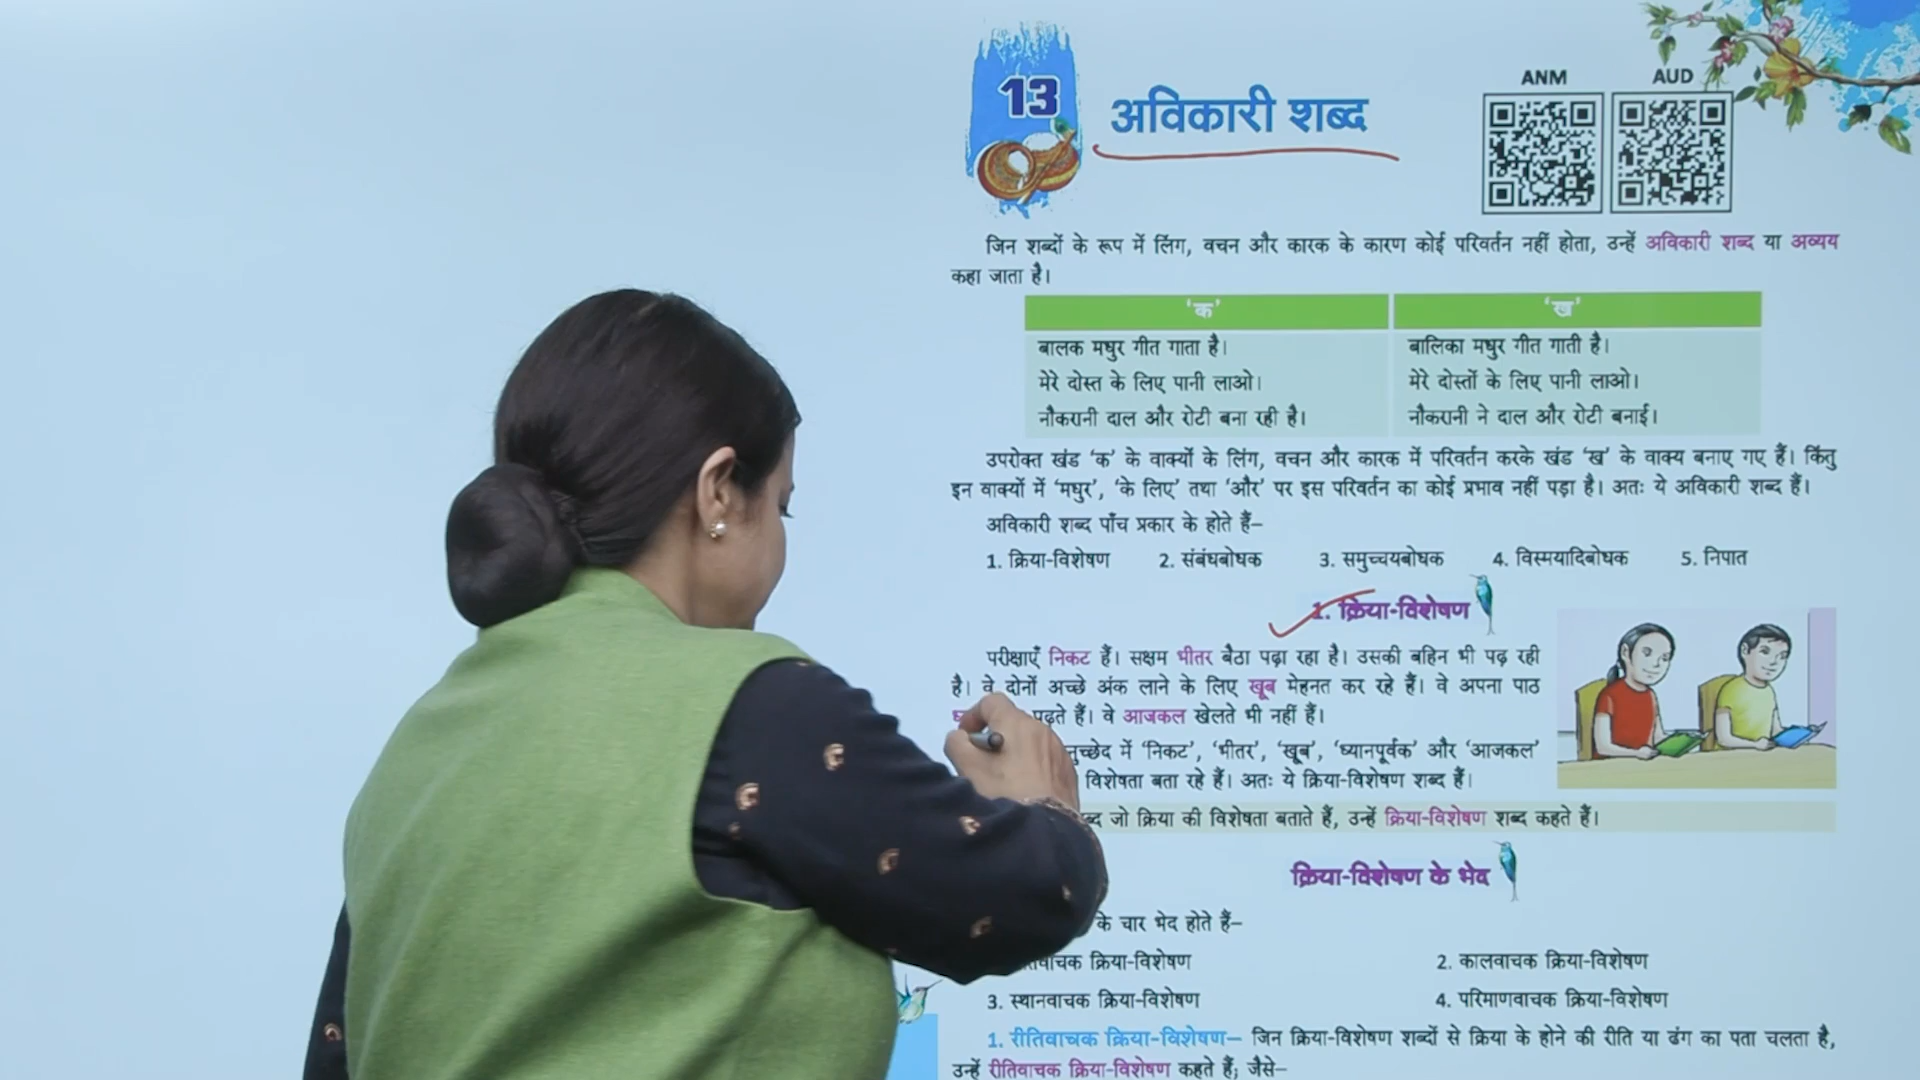 13
अविकारी शब्द
ANM
AUD
जिन शब्दों के रूप में लिंग, वचन और कारक के कारण कोई परिवर्तन नहीं होता, उन्हें अविकारी शब्द या अव्यय
कहा जाता है।
‘क’
‘ख’
बालक मधुर गीत गाता है।
बालिका मधुर गीत गाती है।
मेरे दोस्त के लिए पानी लाओ।
मेरे दोस्तों के लिए पानी लाओ।
नौकरानी दाल और रोटी बना रही है।
नौकरानी ने दाल और रोटी बनाई।
उपरोक्त खंड ‘क’ के वाक्यों के लिंग, वचन और कारक में परिवर्तन करके खंड ‘ख’ के वाक्य बनाए गए हैं। किंतु
इन वाक्यों में ‘मधुर’, ‘के लिए’ तथा ‘और’ पर इस परिवर्तन का कोई प्रभाव नहीं पड़ा है। अतः ये अविकारी शब्द हैं।
अविकारी शब्द पाँच प्रकार के होते हैं–
1. क्रिया-विशेषण 2. संबंधबोधक 3. समुच्चयबोधक 4. विस्मयादिबोधक 5. निपात
1. क्रिया-विशेषण
परीक्षाएँ निकट हैं। सक्षम भीतर बैठा पढ़ा रहा है। उसकी बहिन भी पढ़ रही
है। वे दोनों अच्छे अंक लाने के लिए खूब मेहनत कर रहे हैं। वे अपना पाठ
पढ़ते हैं। वे आजकल खेलते भी नहीं हैं।
में ‘निकट’, ‘भीतर’, ‘खूब’, ‘ध्यानपूर्वक’ और ‘आजकल’
विशेषता बता रहे हैं। अतः ये क्रिया-विशेषण शब्द हैं।
जो क्रिया की विशेषता बताते हैं, उन्हें क्रिया-विशेषण शब्द कहते हैं।
क्रिया-विशेषण के भेद
के चार भेद होते हैं–
क्रिया-विशेषण
2. कालवाचक क्रिया-विशेषण
3. स्थानवाचक क्रिया-विशेषण
4. परिमाणवाचक क्रिया-विशेषण
1. रीतिवाचक क्रिया-विशेषण– जिन क्रिया-विशेषण शब्दों से क्रिया के होने की रीति या ढंग का पता चलता है,
उन्हें रीतिवाचक क्रिया-विशेषण कहते हैं; जैसे–